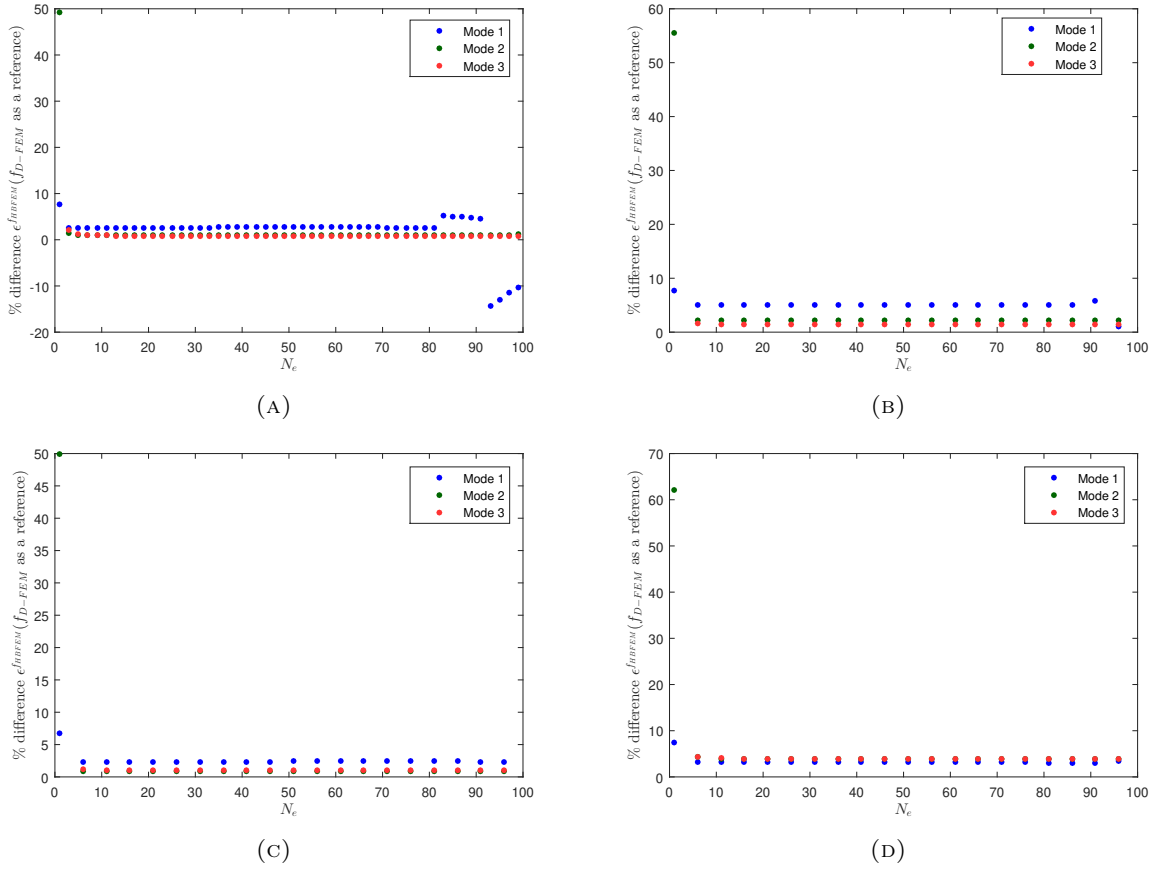 % difference ϵ^{f_{HBFEM}}(f_{D−FEM} as a reference)
50
40
30
20
10
0
-10
-20
0 10 20 30 40 50 60 70 80 90 100
N_e
Mode 1
Mode 2
Mode 3
(A)
% difference ϵ^{f_{HBFEM}}(f_{D−FEM} as a reference)
60
50
40
30
20
10
0
0 10 20 30 40 50 60 70 80 90 100
N_e
Mode 1
Mode 2
Mode 3
(B)
% difference ϵ^{f_{HBFEM}}(f_{D−FEM} as a reference)
50
45
40
35
30
25
20
15
10
5
0
0 10 20 30 40 50 60 70 80 90 100
N_e
Mode 1
Mode 2
Mode 3
(C)
% difference ϵ^{f_{HBFEM}}(f_{D−FEM} as a reference)
70
60
50
40
30
20
10
0
0 10 20 30 40 50 60 70 80 90 100
N_e
Mode 1
Mode 2
Mode 3
(D)